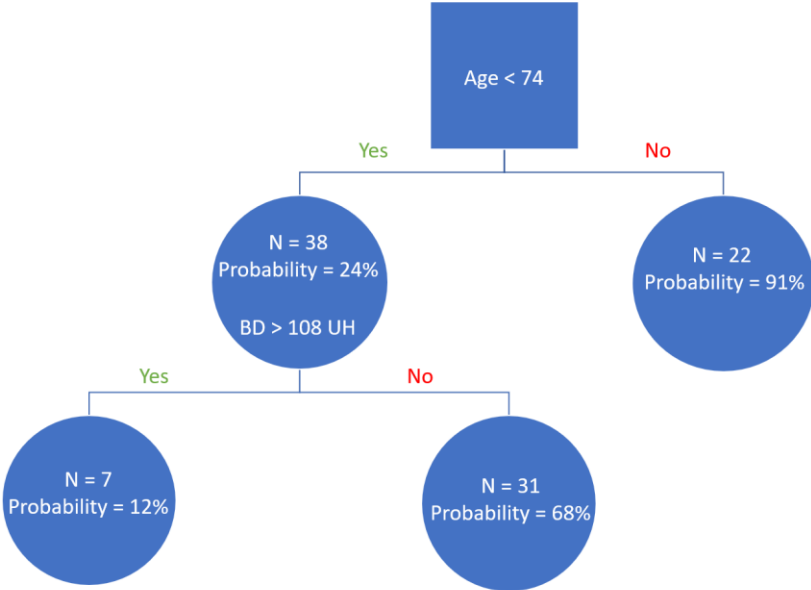 Age < 74
Yes
No
N = 38
Probability = 24%
BD > 108 UH
N = 22
Probability = 91%
Yes
No
N = 7
Probability = 12%
N = 31
Probability = 68%